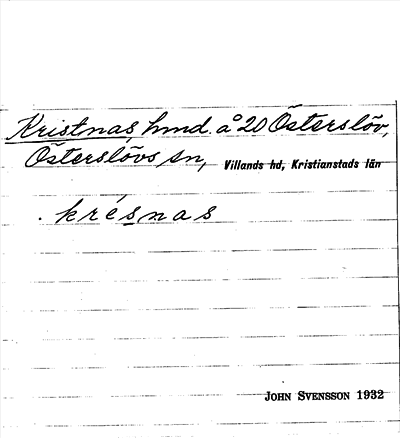 Kristnas, hmd. å 20 Österslöv,
Österslövs sn, Villands hd, Kristianstads län
. krésnas
JOHN SVENSSON 1932